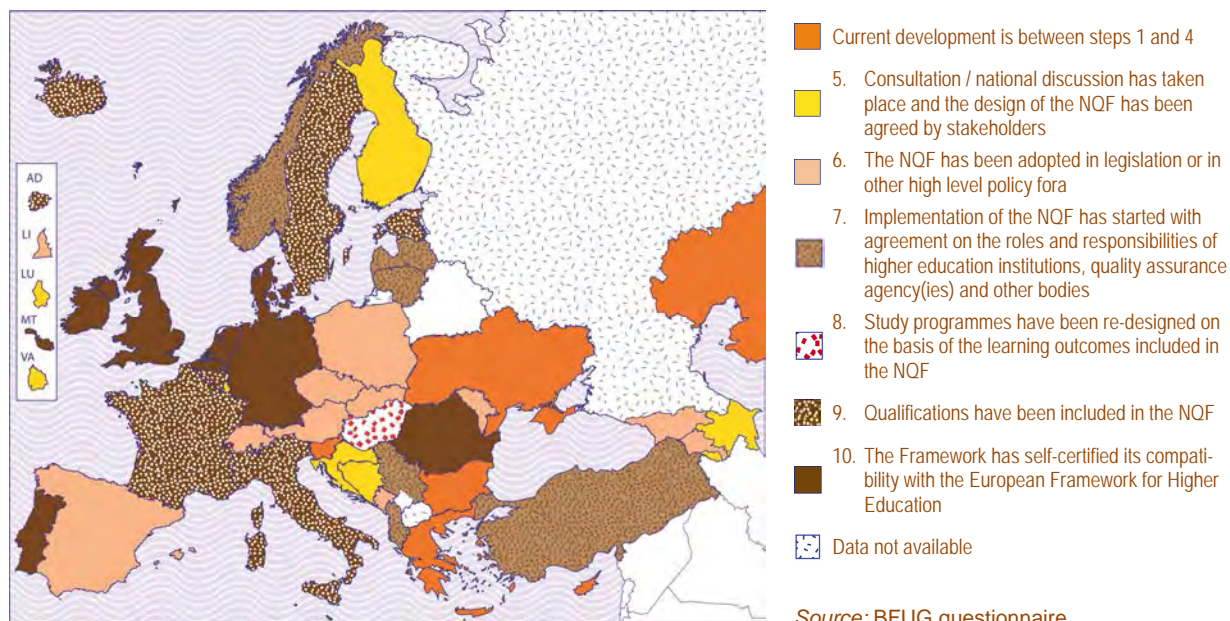 AD
LI
LU
MT
VA
Current development is between steps 1 and 4
5. Consultation / national discussion has taken
place and the design of the NQF has been
agreed by stakeholders
6. The NQF has been adopted in legislation or in
other high level policy fora
7. Implementation of the NQF has started with
agreement on the roles and responsibilities of
higher education institutions, quality assurance
agency(ies) and other bodies
8. Study programmes have been re-designed on
the basis of the learning outcomes included in
the NQF
9. Qualifications have been included in the NQF
10. The Framework has self-certified its compati-
bility with the European Framework for Higher
Education
Data not available
Source: BFUG questionnaire